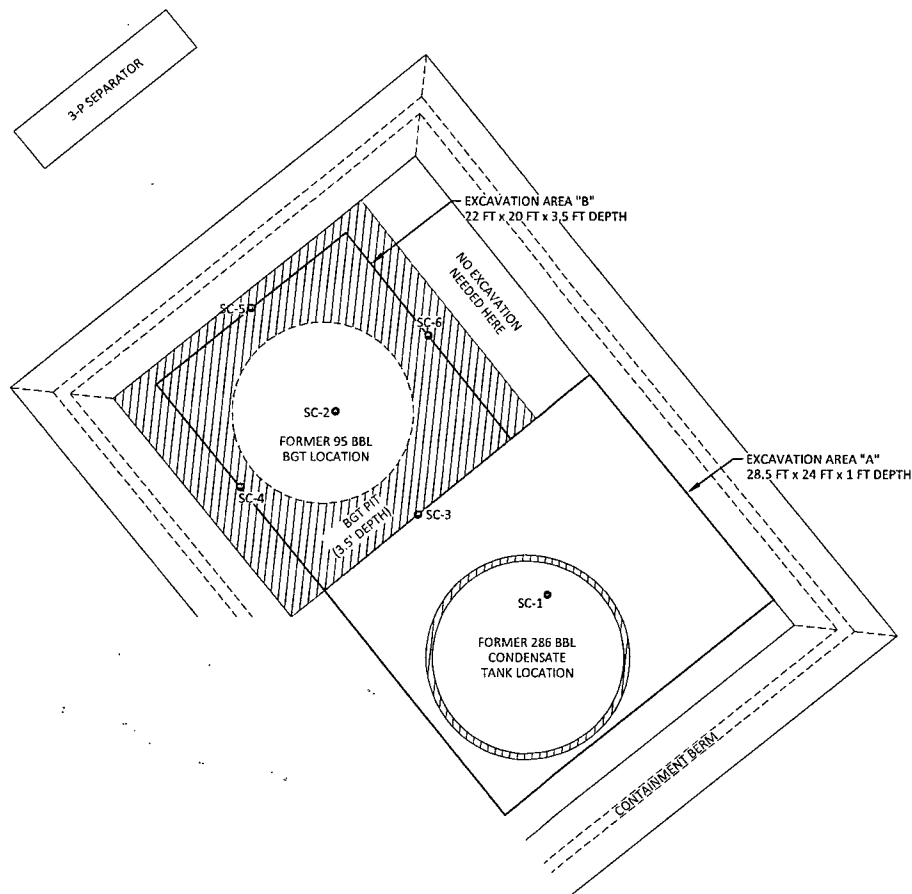 3-P SEPARATOR
EXCAVATION AREA "B"
22 FT x 20 FT x 3.5 FT DEPTH
NO EXCAVATION
NEEDED HERE
SC-5
SC-6
SC-2
FORMER 95 BBL
BGT LOCATION
EXCAVATION AREA "A"
28.5 FT x 24 FT x 1 FT DEPTH
SC-4
BGT PIT
(3.5' DEPTH)
SC-3
SC-1
FORMER 286 BBL
CONDENSATE
TANK LOCATION
CONTAINMENT BERM